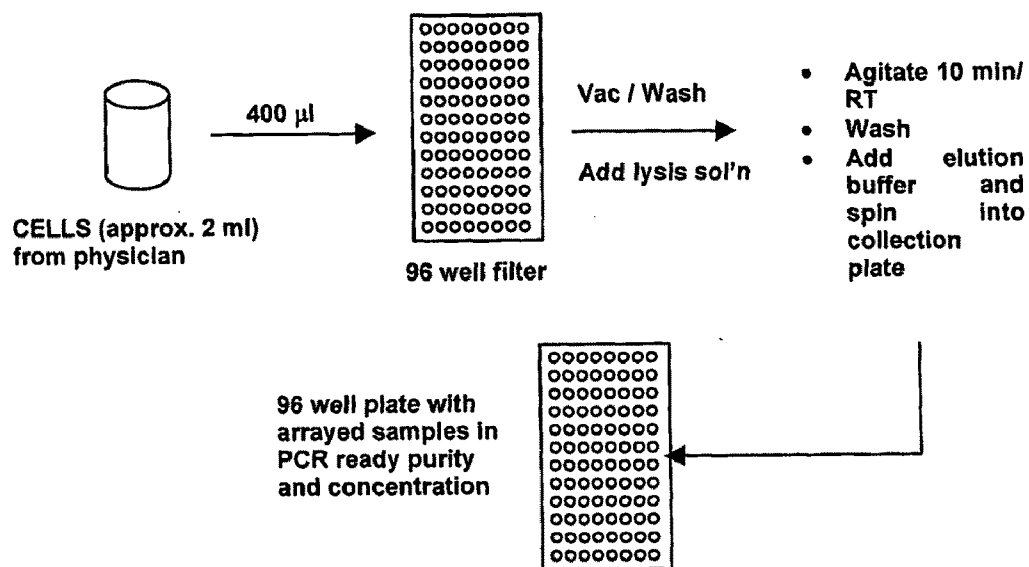 400 µl
CELLS (approx. 2 ml)
from physician
96 well filter
Vac / Wash
Add lysis sol'n
• Agitate 10 min/
RT
• Wash
• Add elution
buffer and
spin into
collection
plate
96 well plate with
arrayed samples in
PCR ready purity
and concentration